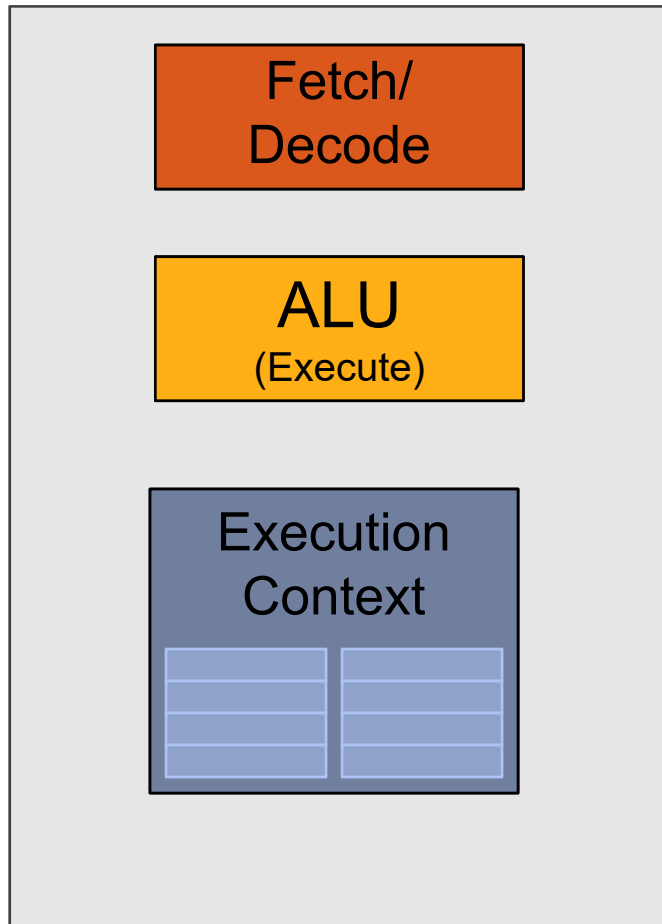 Fetch/
Decode
ALU
(Execute)
Execution
Context